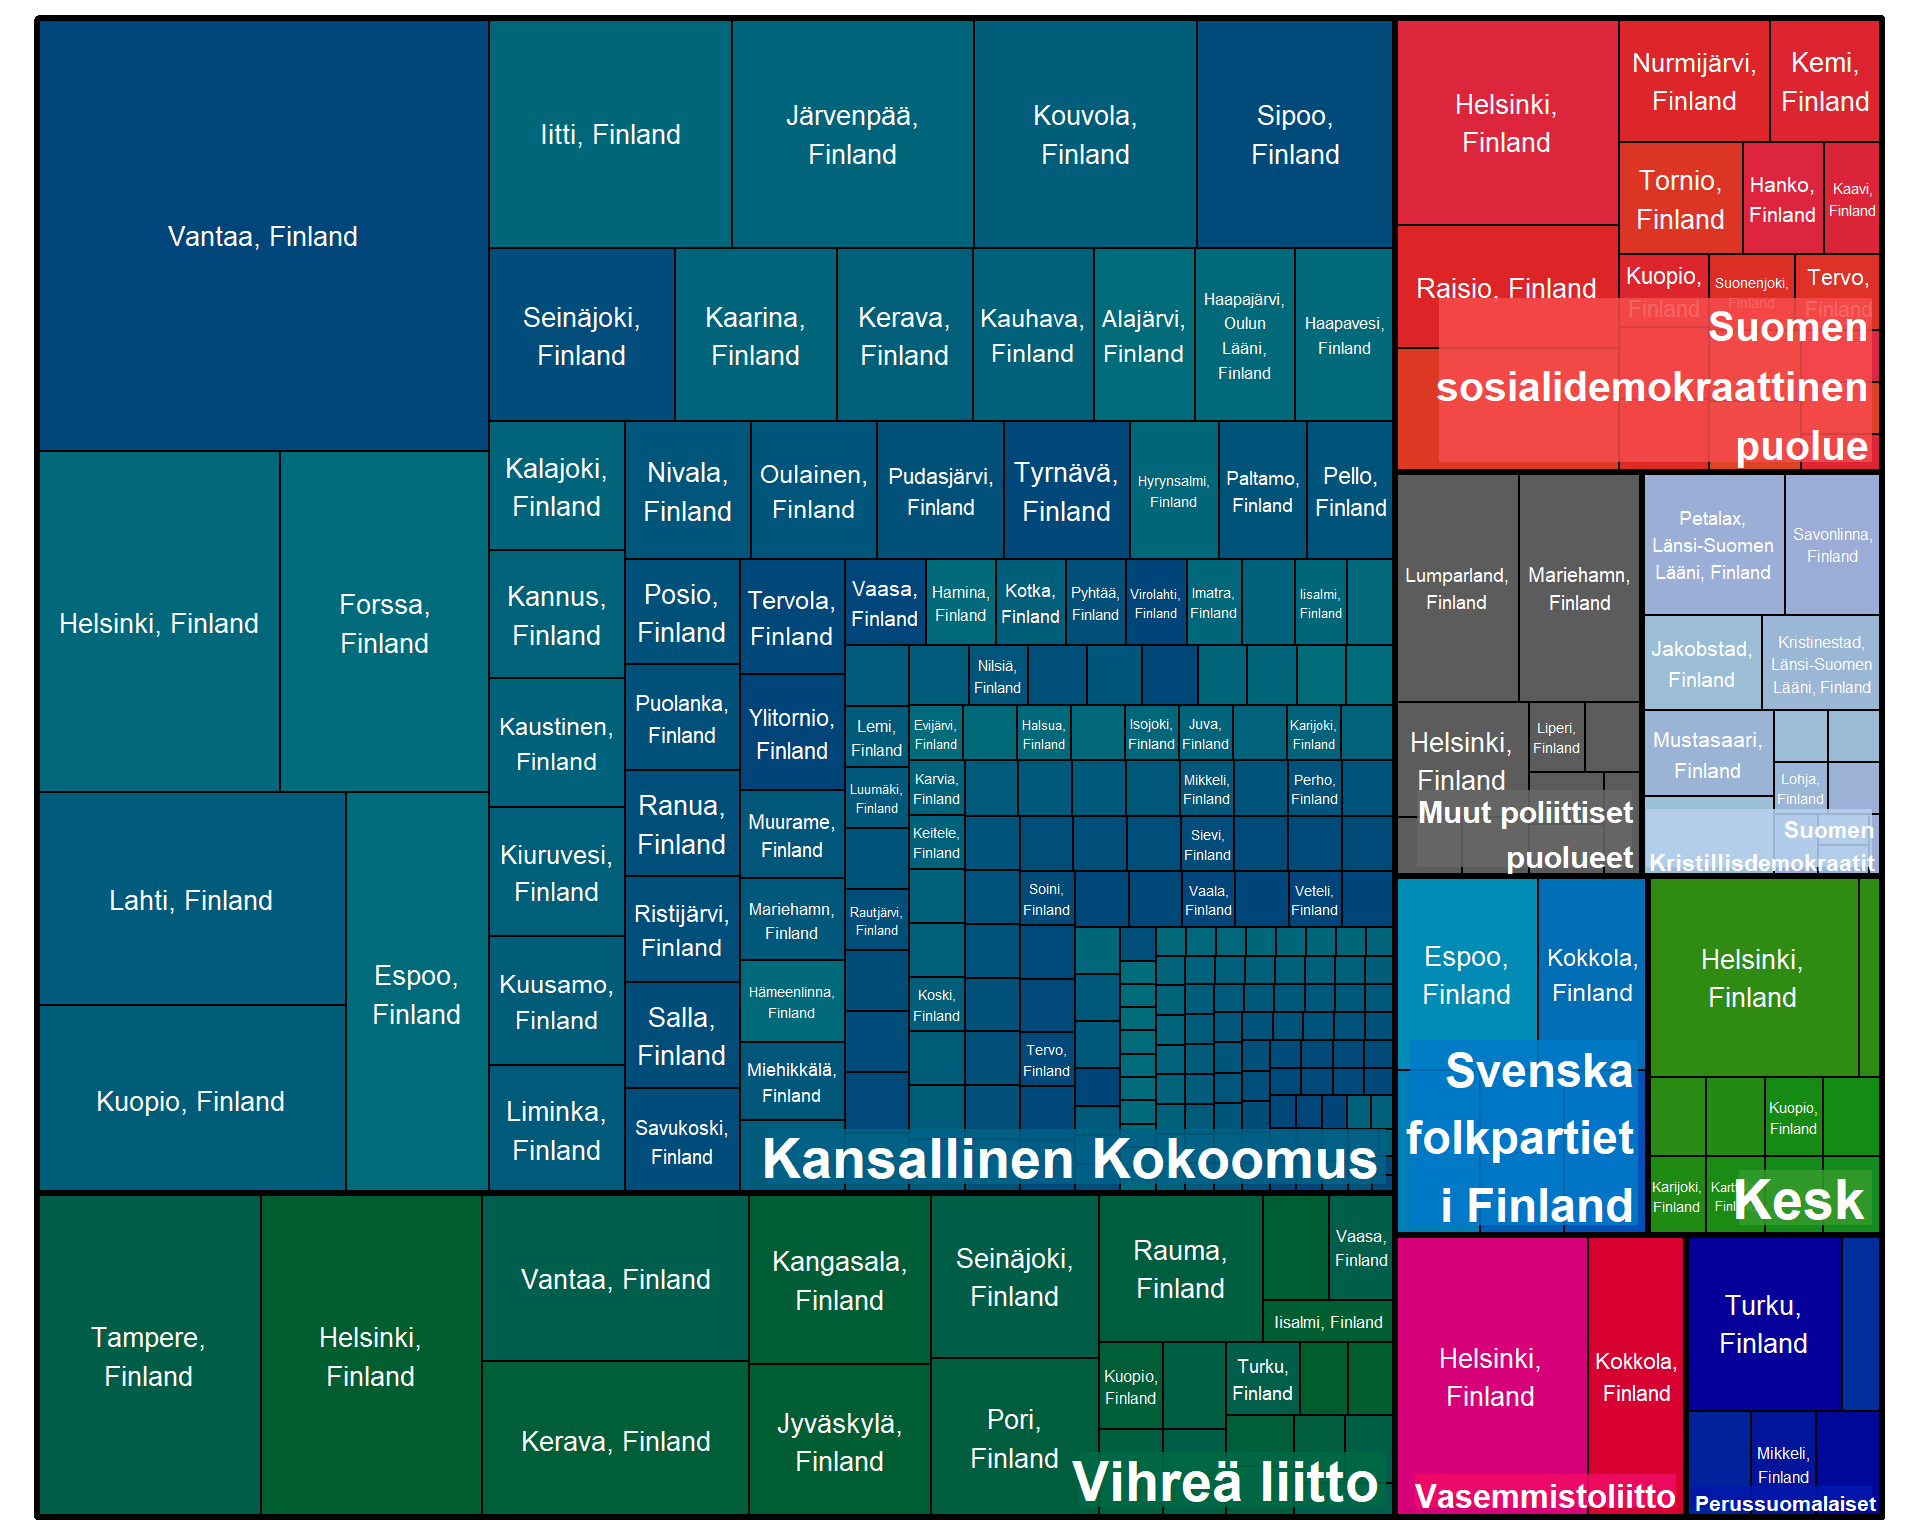 Vantaa, Finland
Helsinki, Finland
Forssa,
Finland
Lahti, Finland
Kuopio, Finland
Espoo,
Finland
Iitti, Finland
Järvenpää,
Finland
Kouvola,
Finland
Sipoo,
Finland
Seinäjoki,
Finland
Kaarina,
Finland
Kerava,
Finland
Kauhava,
Finland
Alajärvi,
Finland
Haapajärvi,
Oulun
Lääni,
Finland
Haapavesi,
Finland
Kalajoki,
Finland
Kannus,
Finland
Kaustinen,
Finland
Kiuruvesi,
Finland
Kuusamo,
Finland
Liminka,
Finland
Nivala,
Finland
Oulainen,
Finland
Pudasjärvi,
Finland
Tyrnävä,
Finland
Hyrynsalmi,
Finland
Paltamo,
Finland
Pello,
Finland
Posio,
Finland
Puolanka,
Finland
Ranua,
Finland
Ristijärvi,
Finland
Salla,
Finland
Savukoski,
Finland
Tervola,
Finland
Ylitornio,
Finland
Muurame,
Finland
Mariehamn,
Finland
Hämeenlinna,
Finland
Miehikkälä,
Finland
Vaasa,
Finland
Hamina,
Finland
Kotka,
Finland
Pyhtää,
Finland
Virolahti,
Finland
Imatra,
Finland
Iisalmi,
Finland
Nilsiä,
Finland
Lemi,
Finland
Luumäki,
Finland
Rautjärvi,
Finland
Evijärvi,
Finland
Halsua,
Finland
Isojoki,
Finland
Juva,
Finland
Karijoki,
Finland
Karvia,
Finland
Mikkeli,
Finland
Perho,
Finland
Keitele,
Finland
Sievi,
Finland
Soini,
Finland
Vaala,
Finland
Veteli,
Finland
Koski,
Finland
Tervo,
Finland
Kansallinen Kokoomus
Tampere,
Finland
Helsinki,
Finland
Vantaa, Finland
Kerava, Finland
Kangasala,
Finland
Jyväskylä,
Finland
Seinäjoki,
Finland
Pori,
Finland
Rauma,
Finland
Vaasa,
Finland
Iisalmi, Finland
Kuopio,
Finland
Turku,
Finland
Vihreä liitto
Helsinki,
Finland
Raisio, Finland
Nurmijärvi,
Finland
Kemi,
Finland
Tornio,
Finland
Hanko,
Finland
Kaavi,
Finland
Kuopio,
Finland
Suonenjoki,
Finland
Tervo,
Finland
Suomen
sosialidemokraattinen
puolue
Lumparland,
Finland
Mariehamn,
Finland
Helsinki,
Finland
Liperi,
Finland
Muut poliittiset
puolueet
Petalax,
Länsi-Suomen
Lääni, Finland
Savonlinna,
Finland
Jakobstad,
Finland
Kristinestad,
Länsi-Suomen
Lääni, Finland
Mustasaari,
Finland
Lohja,
Finland
Suomen
Kristillisdemokraatit
Espoo,
Finland
Kokkola,
Finland
Svenska
folkpartiet
i Finland
Helsinki,
Finland
Kuopio,
Finland
Karijoki,
Finland
Kesk
Helsinki,
Finland
Kokkola,
Finland
Vasemmistoliitto
Turku,
Finland
Mikkeli,
Finland
Perussuomalaiset